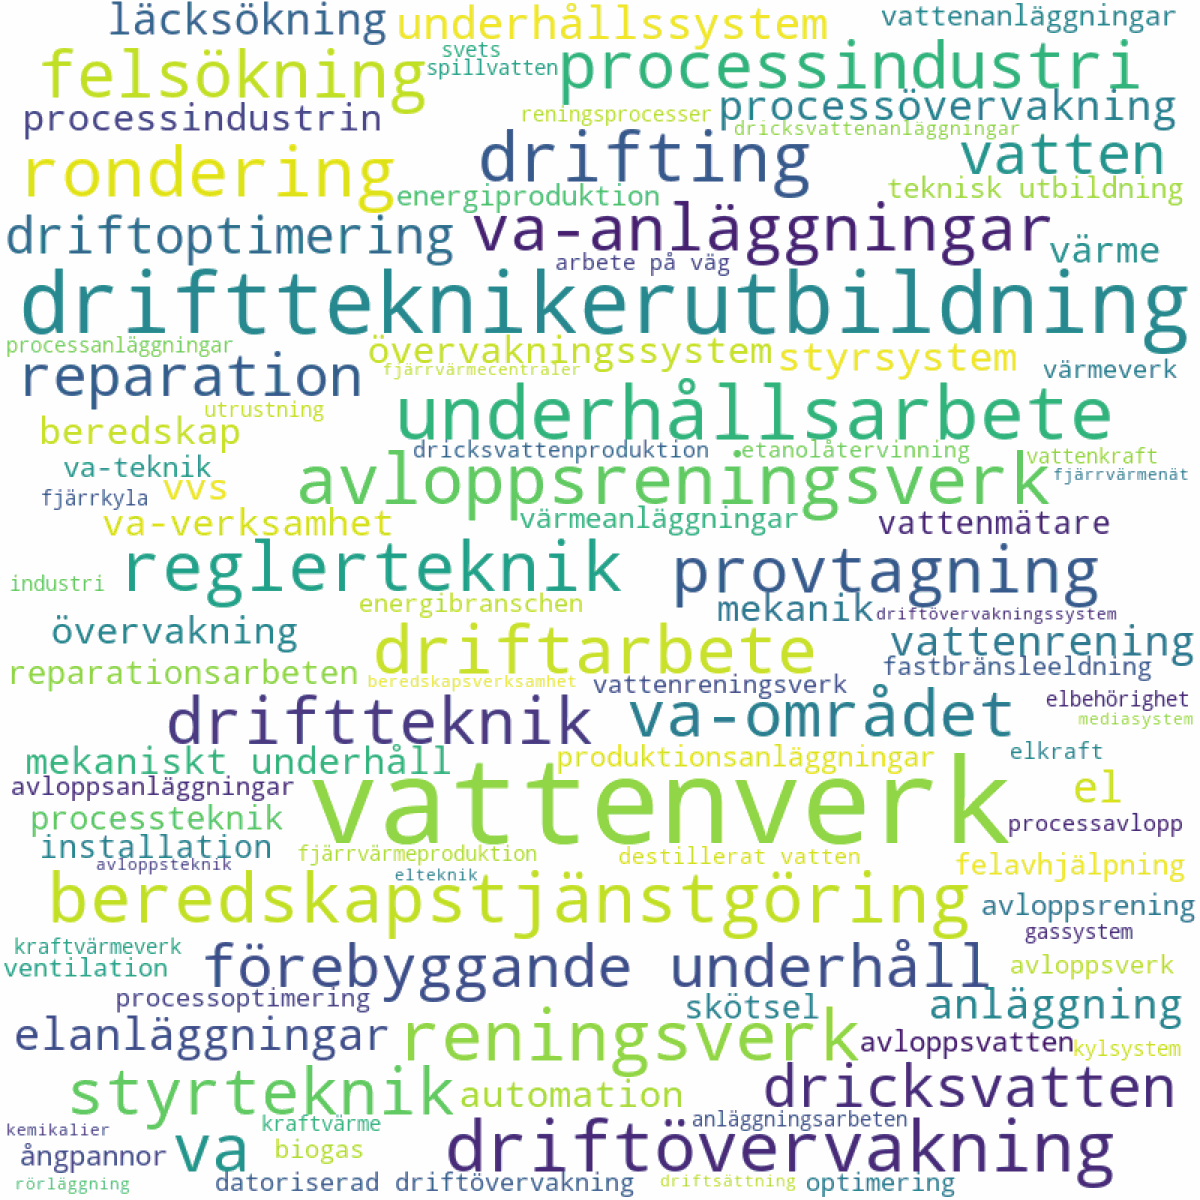 läcksökning
underhållssystem
vattenanläggningar
svets
felsökning
spillvatten
processindustri
processindustrin
reningsprocesser
processövervakning
dricksvattenanläggningar
rondering
drifting
vatten
energiproduktion
teknisk utbildning
driftoptimering
va-anläggningar
arbete på väg
värme
driftteknikerutbildning
processanläggningar
övervakningssystem
styrsystem
reparation
fjärrvärmecentraler
värmeverk
utrustning
underhållsarbete
beredskap
dricksvattenproduktion
etanolåtervinning
vattenkraft
va-teknik
vvs
avloppsreningsverk
fjärrvärmenät
fjärrkyla
va-verksamhet
värmeanläggningar
vattenmätare
industri
reglerteknik
provtagning
energibranschen
mekanik
driftövervakningssystem
övervakning
driftarbete
vattenrening
reparationsarbeten
beredskapsverksamhet
vattenreningsverk
fastbränsleeldning
elbehörighet
driftteknik
va-området
mediasystem
mekaniskt underhåll
produktionsanläggningar
elkraft
avloppsanläggningar
vattenverk
el
processteknik
processavlopp
installation
avloppsteknik
fjärrvärmeproduktion
destillerat vatten
felavhjälpning
elteknik
beredskapstjänstgöring
avloppsrening
gassystem
kraftvärmeverk
ventilation
förebyggande underhåll
avloppsverk
processoptimering
skötsel
anläggning
elanläggningar
reningsverk
avloppsvatten
kylsystem
styrteknik
automation
dricksvatten
kemikalier
kraftvärme
anläggningsarbeten
ångpannor
va
biogas
driftövervakning
rörläggning
datoriserad driftövervakning
driftsättning
optimering